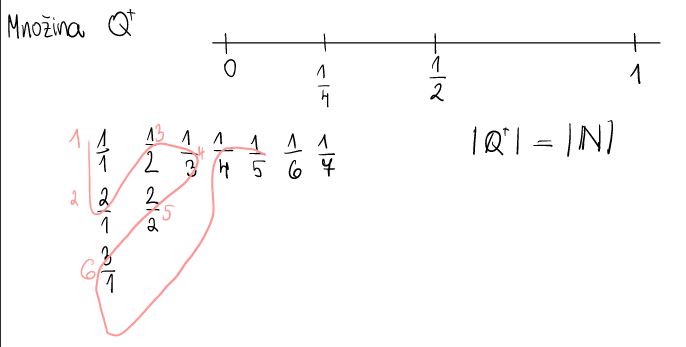 Množina Q⁺
0 1/4 1/2 1
1 1/1 1/2 3 1/3 4 1/4 1/5 1/6 1/7
|Q⁺| = |N|
2 2/1 2/2 5
6 3/1